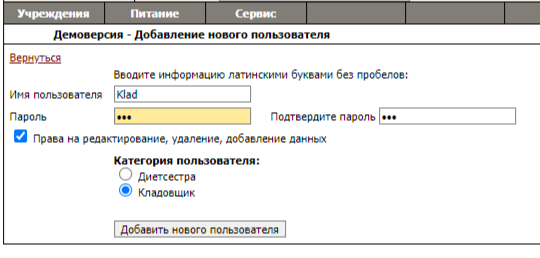 Учреждения Питание Сервис
Демоверсия - Добавление нового пользователя
Вернуться
Вводите информацию латинскими буквами без пробелов:
Имя пользователя Klad
Пароль ••• Подтвердите пароль •••
Права на редактирование, удаление, добавление данных
Категория пользователя:
Диетсестра
Кладовщик
Добавить нового пользователя